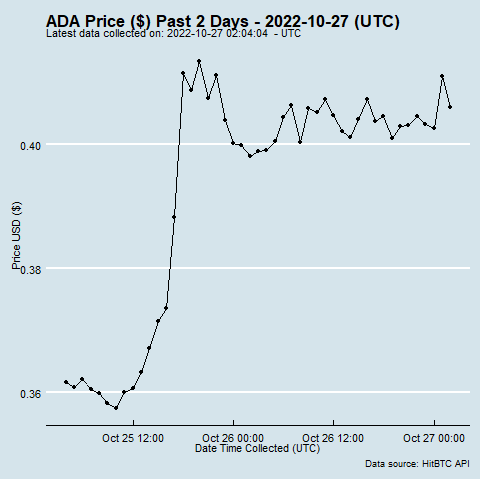 ADA Price ($) Past 2 Days - 2022-10-27 (UTC)
Latest data collected on: 2022-10-27 02:04:04  - UTC
0.40
0.38
0.36
Price USD ($)
Oct 25 12:00 Oct 26 00:00 Oct 26 12:00 Oct 27 00:00
Date Time Collected (UTC)
Data source: HitBTC API